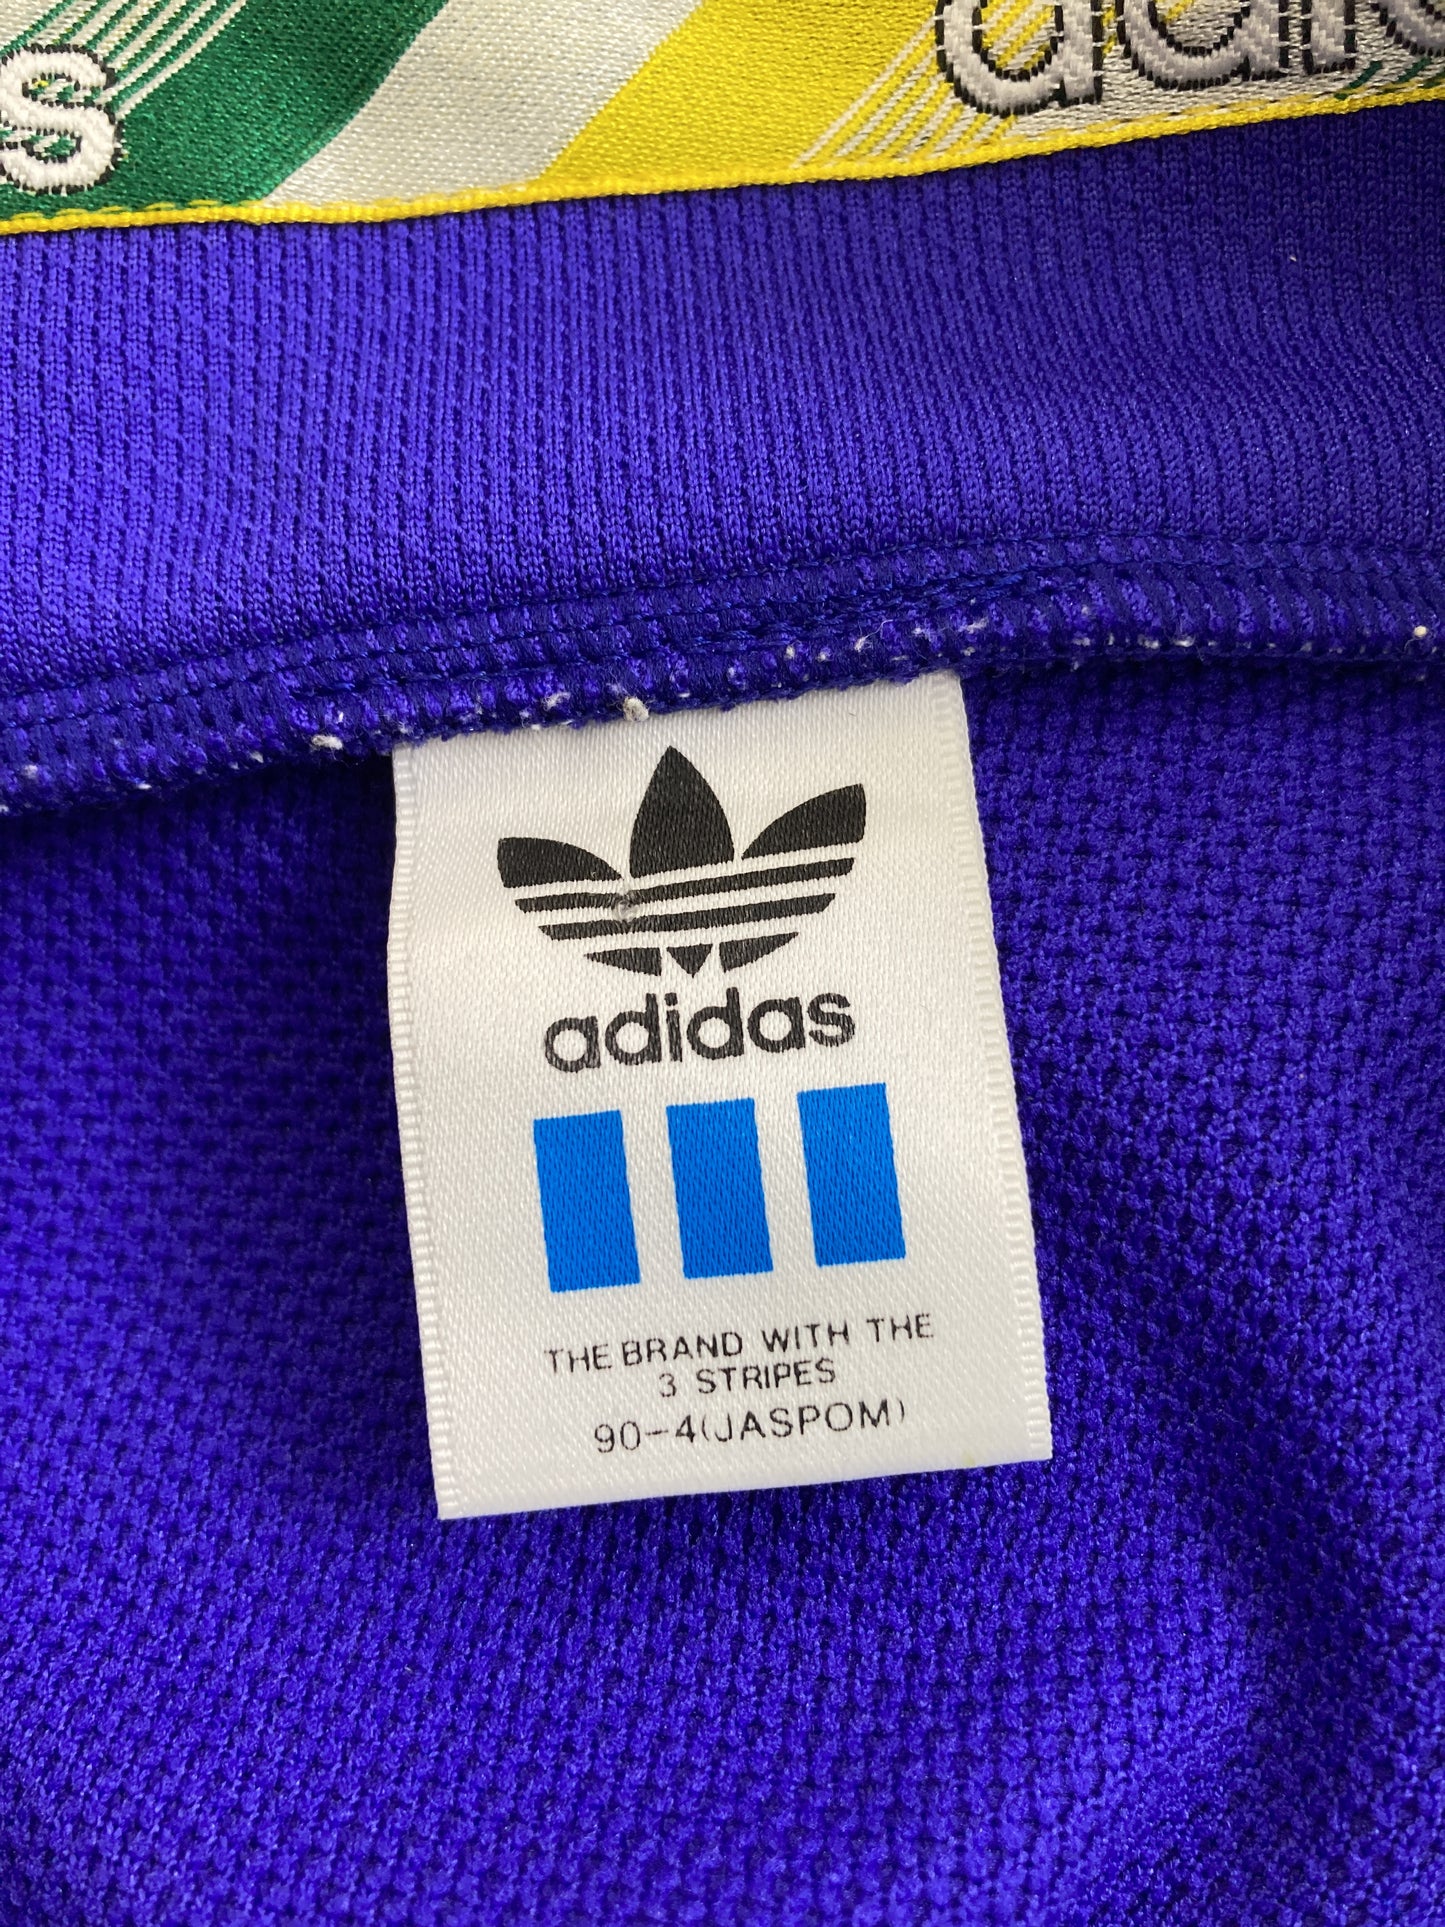 adidas
THE BRAND WITH THE
3 STRIPES
90-4(JASPOM)